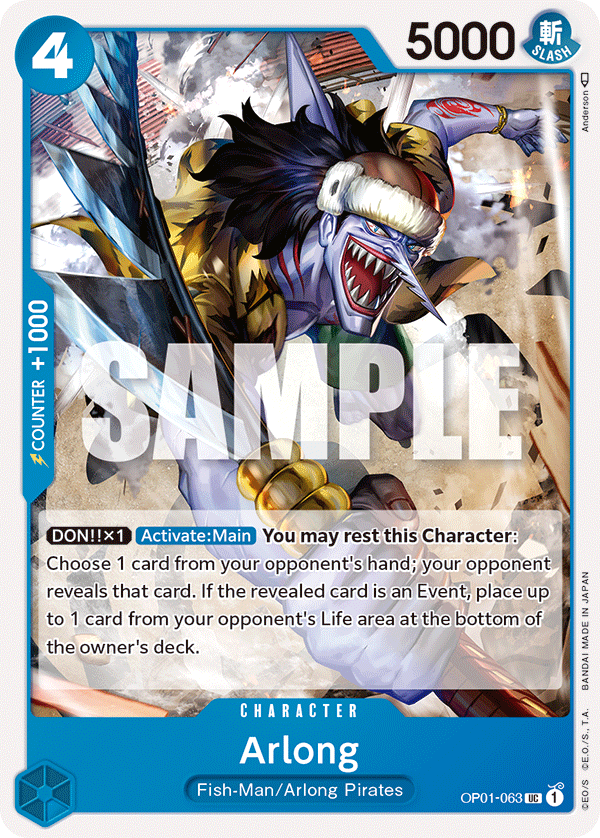 4
5000
斬
SLASH
Anderson
COUNTER +1000
SAMPLE
DON!!×1 Activate:Main You may rest this Character:
Choose 1 card from your opponent's hand; your opponent
reveals that card. If the revealed card is an Event, place up
to 1 card from your opponent's Life area at the bottom of
the owner's deck.
CHARACTER
Arlong
Fish-Man/Arlong Pirates
OP01-063 UC 1
©EO/S ©E.O./S., T.A. BANDAI MADE IN JAPAN